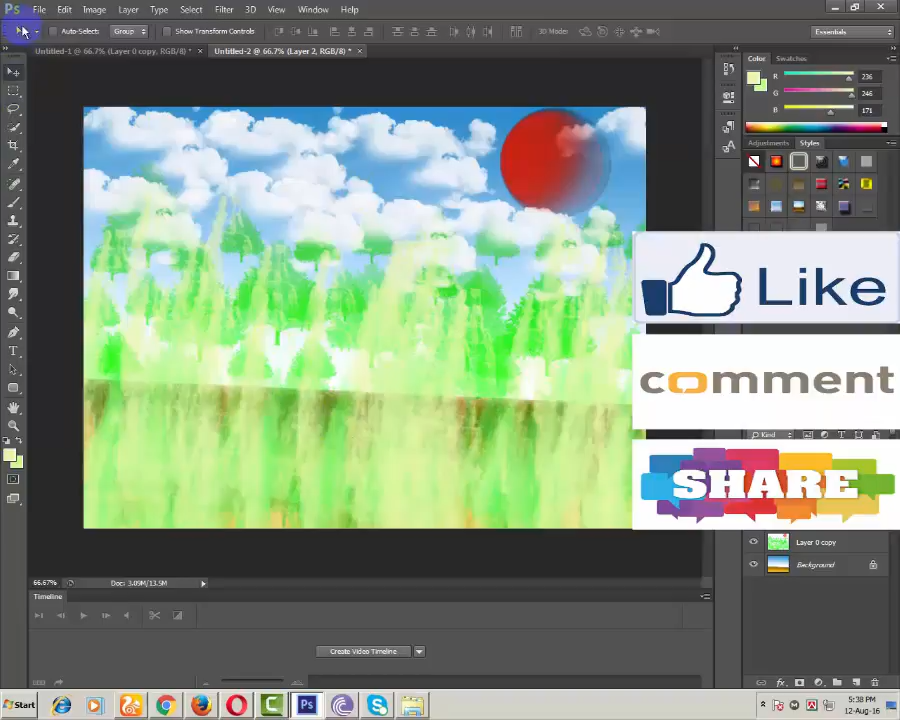 Ps File Edit Image Layer Type Select Filter 3D View Window Help
Auto-Select: Group Show Transform Controls 3D Mode: Essentials
Untitled-1 @ 66.7% (Layer 0 copy, RGB/8) * × Untitled-2 @ 66.7% (Layer 2, RGB/8) * ×
Color Swatches
R 236
G 246
B 171
Adjustments Styles
Like
comment
Kind
SHARE
Layer 0 copy
Background
66.67% Doc: 3.09M/13.5M
Timeline
Create Video Timeline
Start Ps 5:38 PM
12-Aug-16